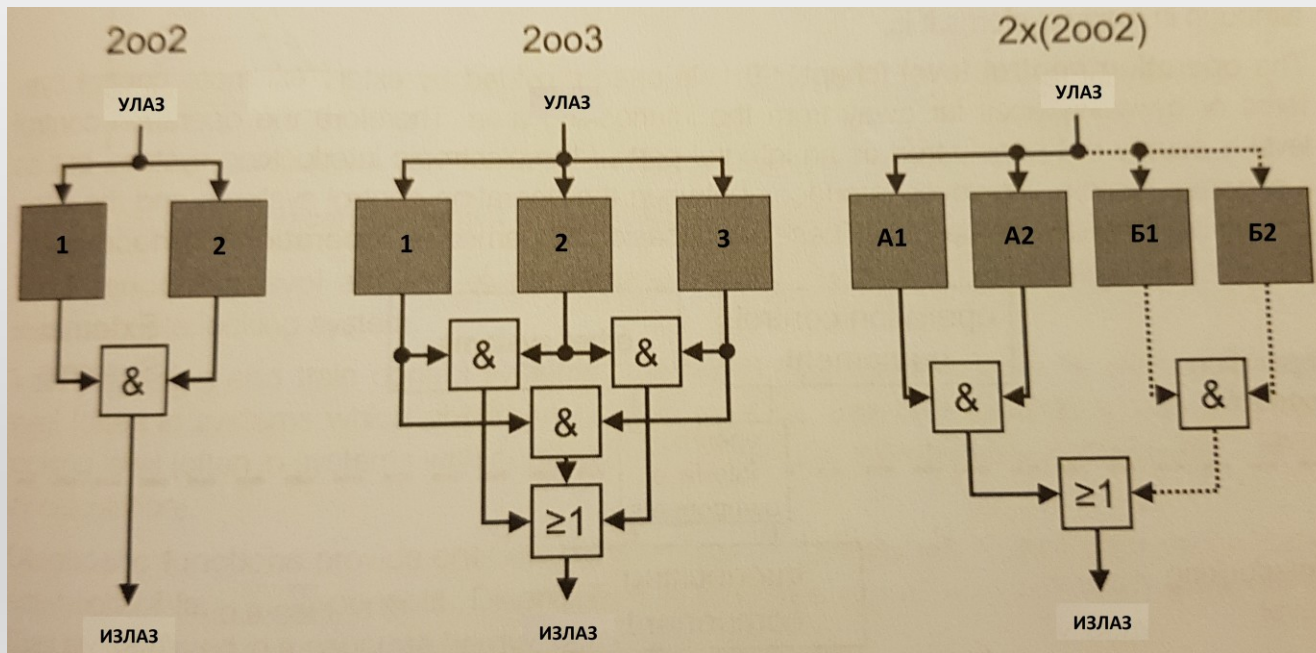 2oo2
УЛАЗ
1 2
&
ИЗЛАЗ
2oo3
УЛАЗ
1 2 3
& &
&
≥1
ИЗЛАЗ
2x(2oo2)
УЛАЗ
А1 А2 Б1 Б2
& &
≥1
ИЗЛАЗ